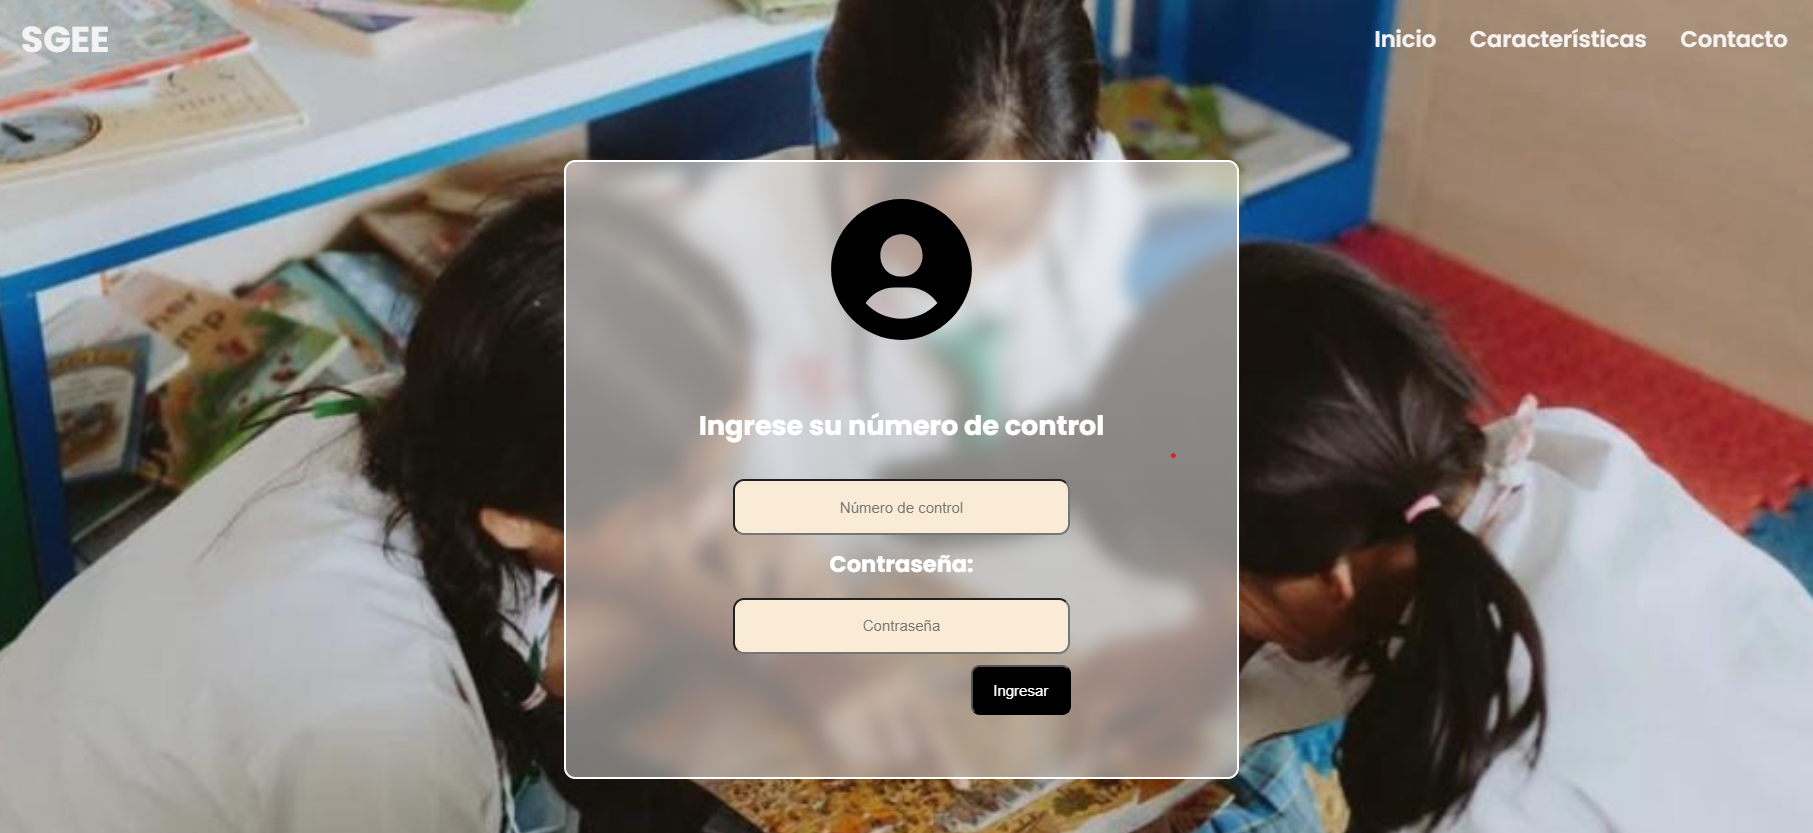 SGEE
Inicio Características Contacto
Ingrese su número de control
Número de control
Contraseña:
Contraseña
Ingresar